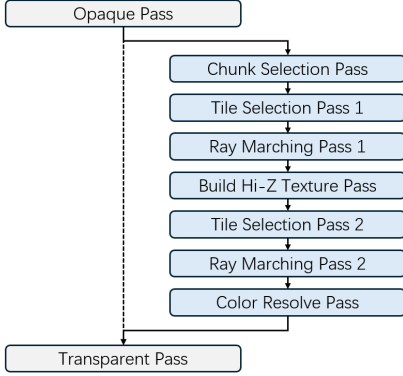 Opaque Pass
Chunk Selection Pass
Tile Selection Pass 1
Ray Marching Pass 1
Build Hi-Z Texture Pass
Tile Selection Pass 2
Ray Marching Pass 2
Color Resolve Pass
Transparent Pass